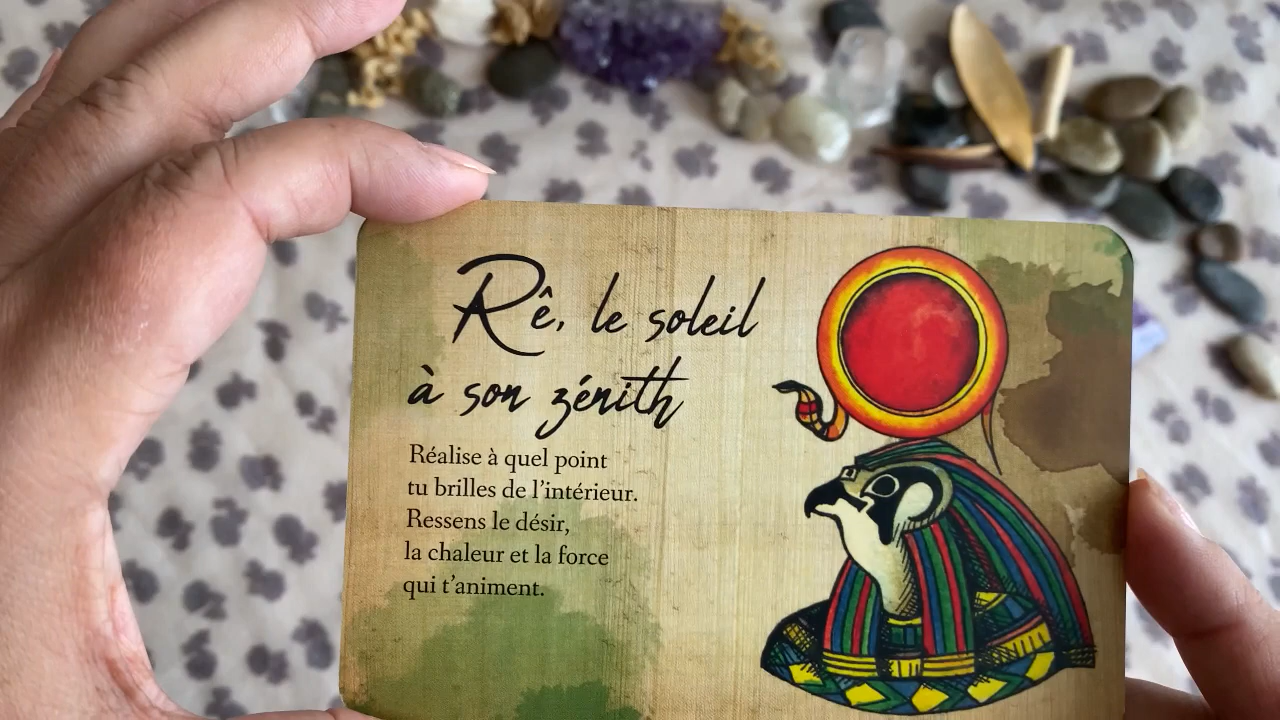 Rê, le soleil
à son zénith
Réalise à quel point
tu brilles de l'intérieur.
Ressens le désir,
la chaleur et la force
qui t'animent.